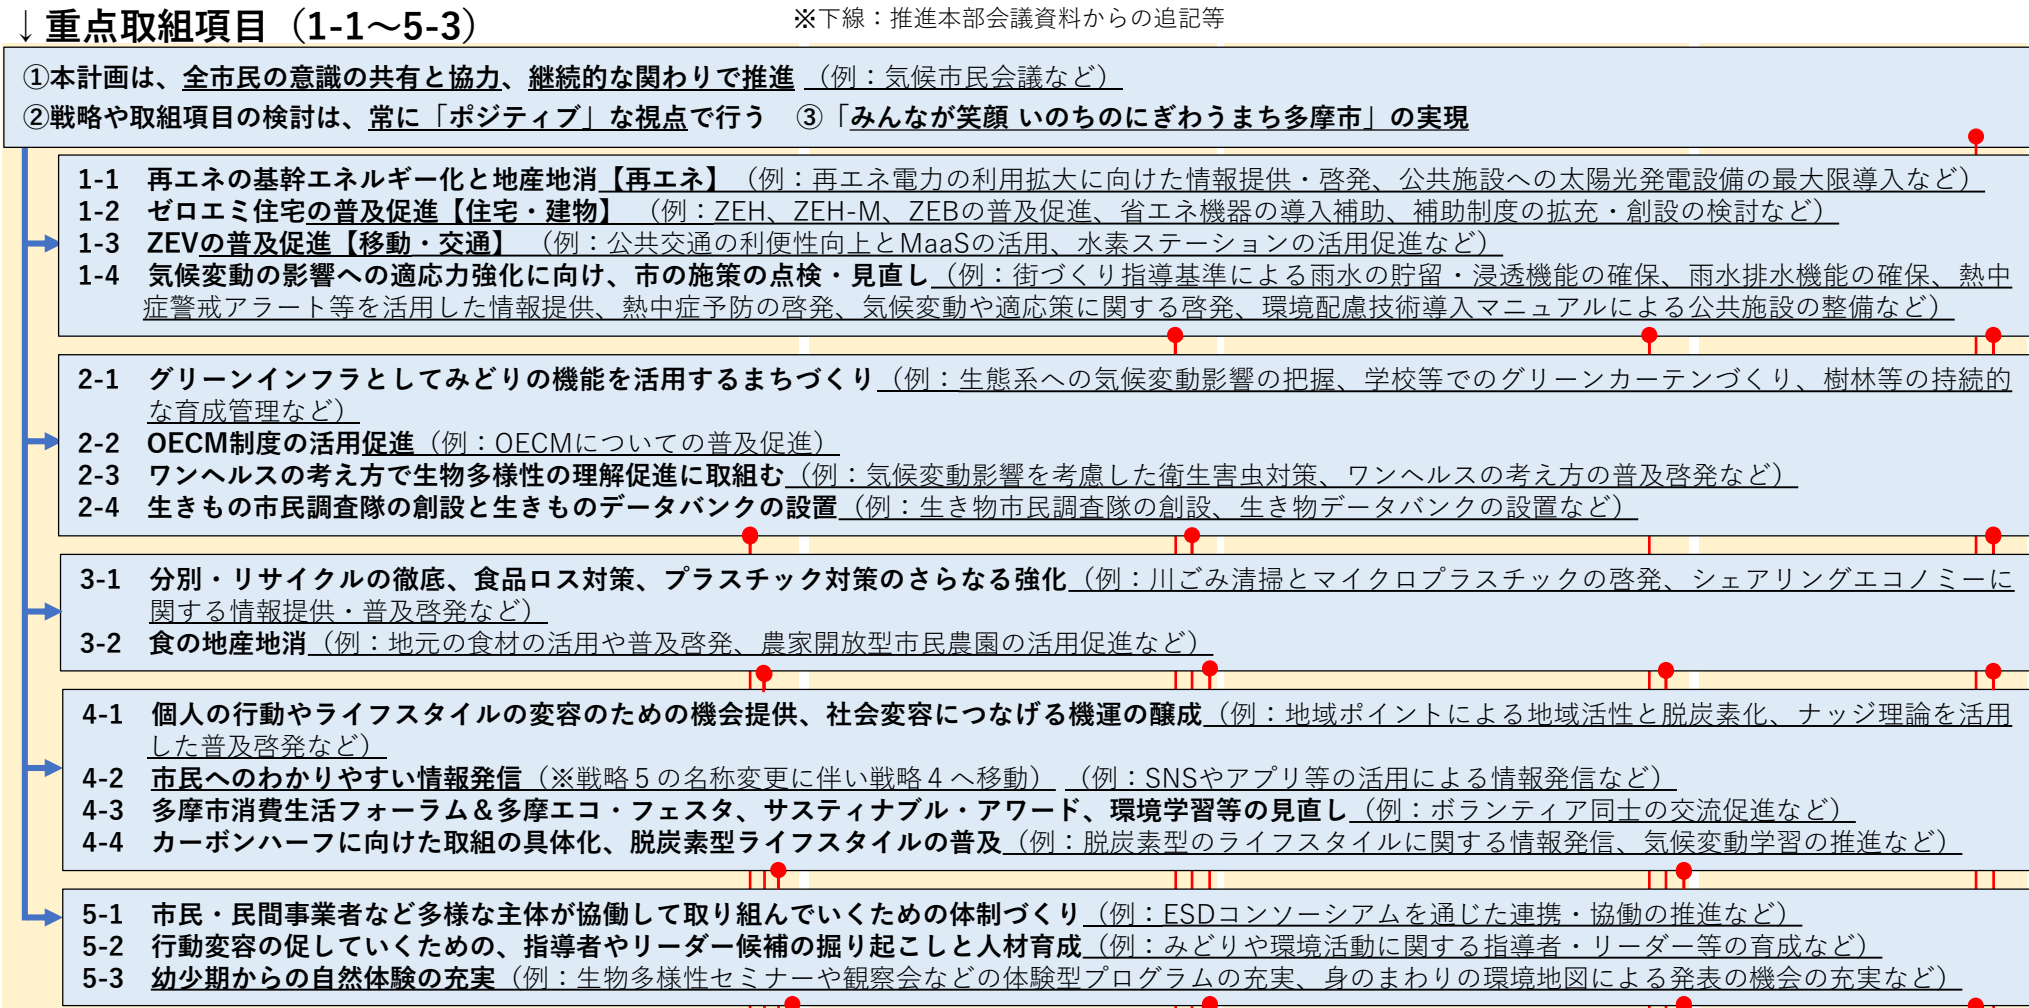 ↓重点取組項目（1-1～5-3）
※下線：推進本部会議資料からの追記等
①本計画は、全市民の意識の共有と協力、継続的な関わりで推進（例：気候市民会議など）
②戦略や取組項目の検討は、常に「ポジティブ」な視点で行う　③「みんなが笑顔 いのちのにぎわうまち多摩市」の実現
1-1　再エネの基幹エネルギー化と地産地消【再エネ】（例：再エネ電力の利用拡大に向けた情報提供・啓発、公共施設への太陽光発電設備の最大限導入など）
1-2　ゼロエミ住宅の普及促進【住宅・建物】（例：ZEH、ZEH-M、ZEBの普及促進、省エネ機器の導入補助、補助制度の拡充・創設の検討など）
1-3　ZEVの普及促進【移動・交通】（例：公共交通の利便性向上とMaaSの活用、水素ステーションの活用促進など）
1-4　気候変動の影響への適応力強化に向け、市の施策の点検・見直し（例：街づくり指導基準による雨水の貯留・浸透機能の確保、雨水排水機能の確保、熱中
症警戒アラート等を活用した情報提供、熱中症予防の啓発、気候変動や適応策に関する啓発、環境配慮技術導入マニュアルによる公共施設の整備など）
2-1　グリーンインフラとしてみどりの機能を活用するまちづくり（例：生態系への気候変動影響の把握、学校等でのグリーンカーテンづくり、樹林等の持続的
な育成管理など）
2-2　OECM制度の活用促進（例：OECMについての普及促進）
2-3　ワンヘルスの考え方で生物多様性の理解促進に取組む（例：気候変動影響を考慮した衛生害虫対策、ワンヘルスの考え方の普及啓発など）
2-4　生きもの市民調査隊の創設と生きものデータバンクの設置（例：生き物市民調査隊の創設、生き物データバンクの設置など）
3-1　分別・リサイクルの徹底、食品ロス対策、プラスチック対策のさらなる強化（例：川ごみ清掃とマイクロプラスチックの啓発、シェアリングエコノミーに
関する情報提供・普及啓発など）
3-2　食の地産地消（例：地元の食材の活用や普及啓発、農家開放型市民農園の活用促進など）
4-1　個人の行動やライフスタイルの変容のための機会提供、社会変容につなげる機運の醸成（例：地域ポイントによる地域活性と脱炭素化、ナッジ理論を活用
した普及啓発など）
4-2　市民へのわかりやすい情報発信（※戦略５の名称変更に伴い戦略４へ移動）（例：SNSやアプリ等の活用による情報発信など）
4-3　多摩市消費生活フォーラム＆多摩エコ・フェスタ、サスティナブル・アワード、環境学習等の見直し（例：ボランティア同士の交流促進など）
4-4　カーボンハーフに向けた取組の具体化、脱炭素型ライフスタイルの普及（例：脱炭素型のライフスタイルに関する情報発信、気候変動学習の推進など）
5-1　市民・民間事業者など多様な主体が協働して取り組んでいくための体制づくり（例：ESDコンソーシアムを通じた連携・協働の推進など）
5-2　行動変容の促していくための、指導者やリーダー候補の掘り起こしと人材育成（例：みどりや環境活動に関する指導者・リーダー等の育成など）
5-3　幼少期からの自然体験の充実（例：生物多様性セミナーや観察会などの体験型プログラムの充実、身のまわりの環境地図による発表の機会の充実など）